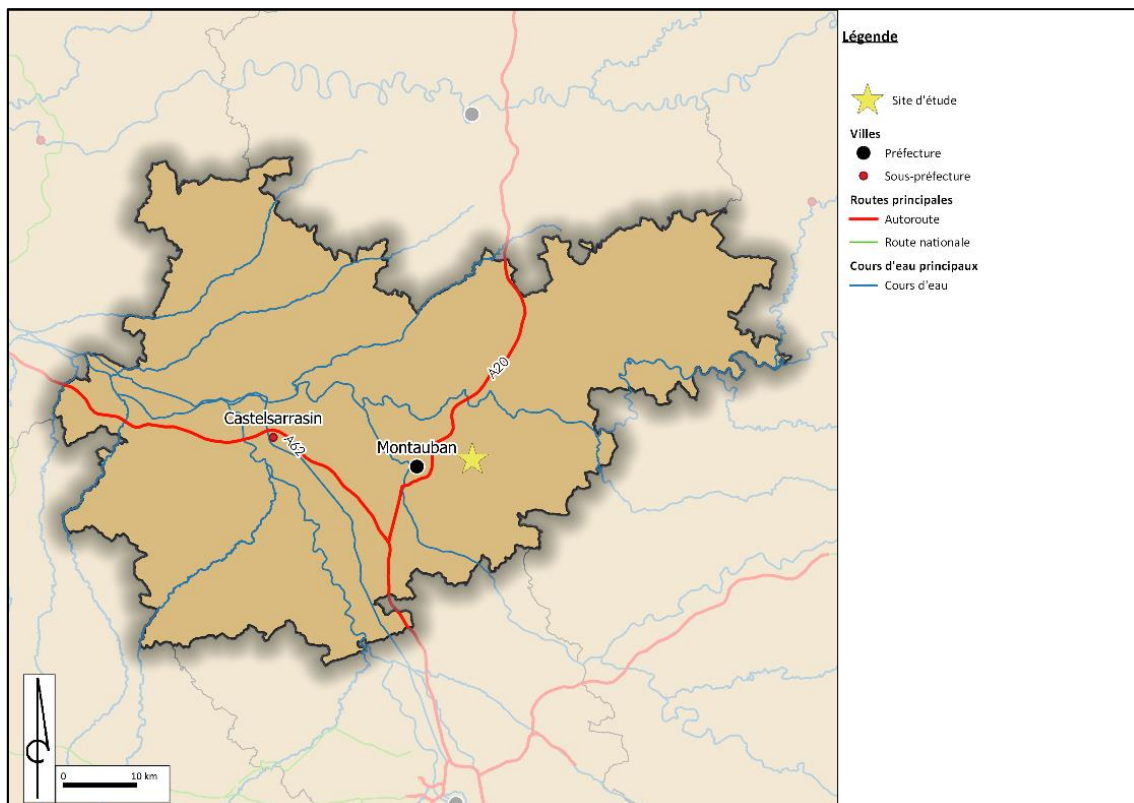 Légende
Site d'étude
Villes
Préfecture
Sous-préfecture
Routes principales
Autoroute
Route nationale
Cours d'eau principaux
Cours d'eau
A20
Castelsarrasin
A62
Montauban
0 10 km